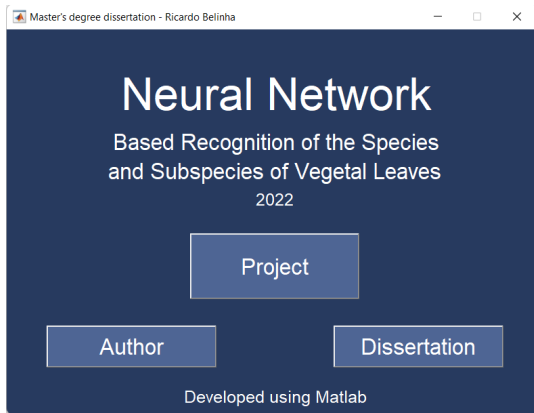 Master's degree dissertation - Ricardo Belinha
Neural Network
Based Recognition of the Species
and Subspecies of Vegetal Leaves
2022
Project
Author
Dissertation
Developed using Matlab